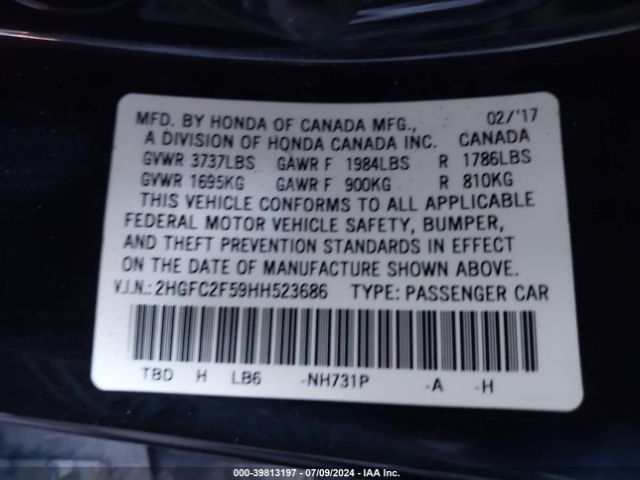 MFD. BY HONDA OF CANADA MFG., 02/'17
A DIVISION OF HONDA CANADA INC. CANADA
GVWR 3737LBS GAWR F 1984LBS R 1786LBS
GVWR 1695KG GAWR F 900KG R 810KG
THIS VEHICLE CONFORMS TO ALL APPLICABLE
FEDERAL MOTOR VEHICLE SAFETY, BUMPER,
AND THEFT PREVENTION STANDARDS IN EFFECT
ON THE DATE OF MANUFACTURE SHOWN ABOVE.
V.I.N.:2HGFC2F59HH523686 TYPE: PASSENGER CAR
TBD H LB6 -NH731P -A -H
000-39813197 - 07/09/2024 - IAA Inc.